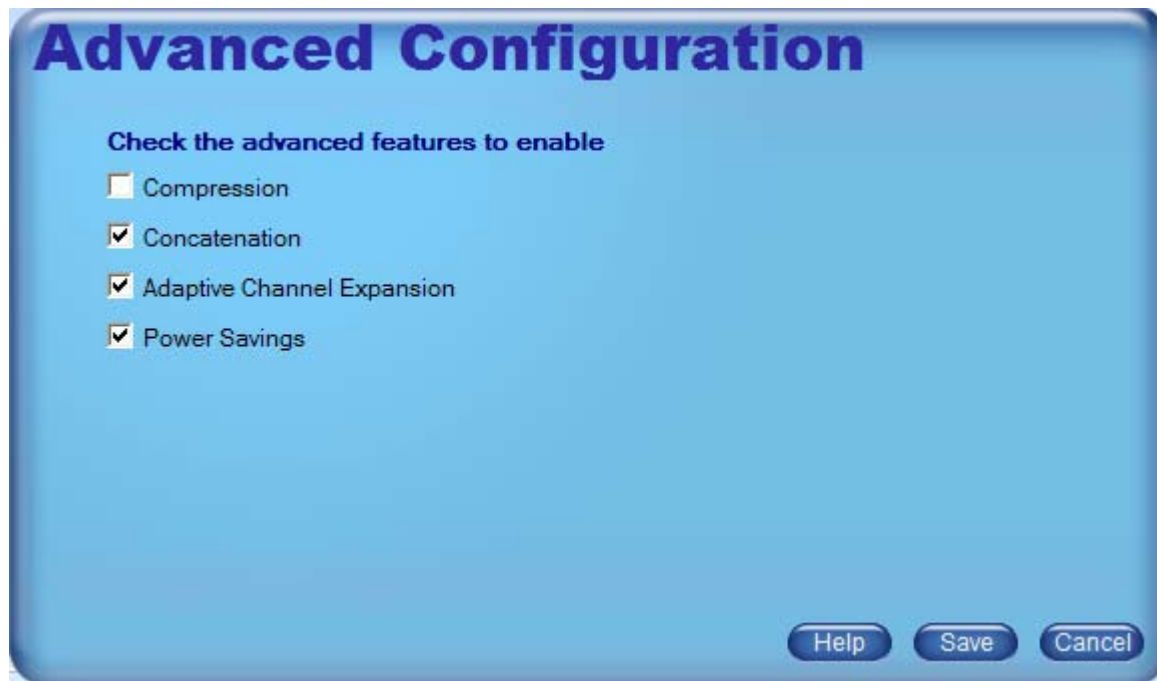 Advanced Configuration
Check the advanced features to enable
Compression
Concatenation
Adaptive Channel Expansion
Power Savings
Help Save Cancel